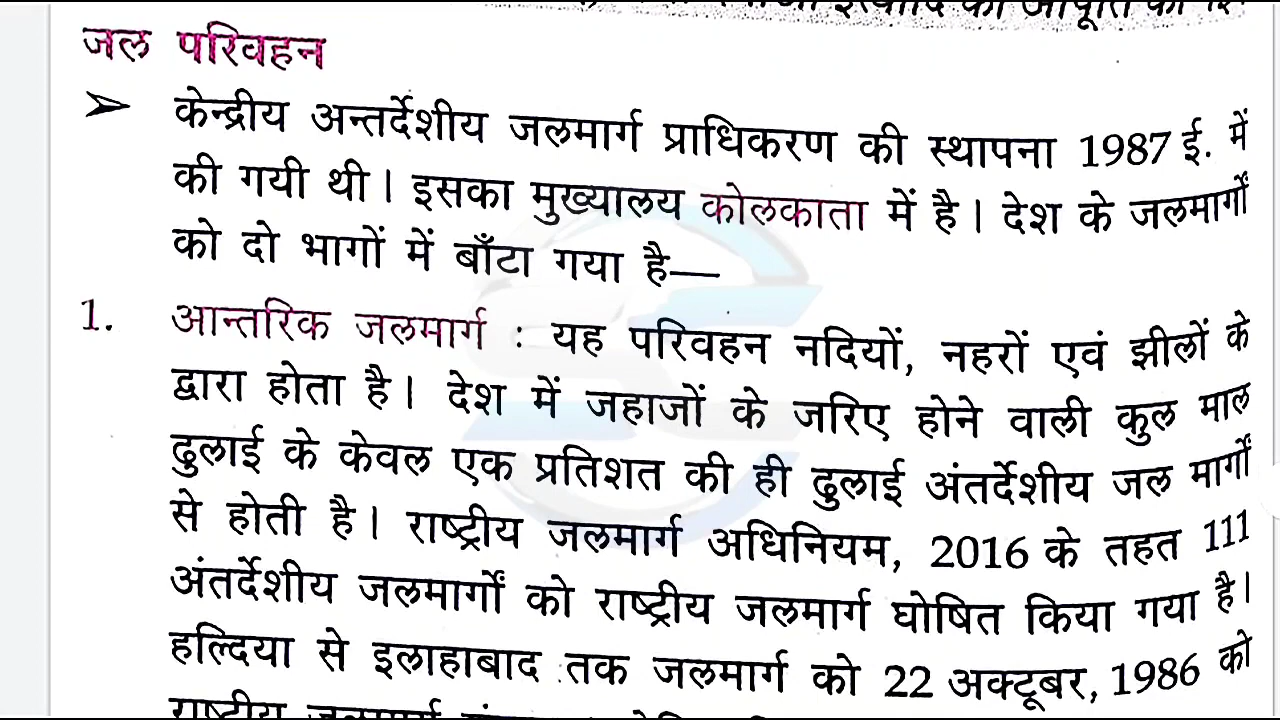 जल परिवहन
➢ केन्द्रीय अन्तर्देशीय जलमार्ग प्राधिकरण की स्थापना 1987 ई. में
की गयी थी। इसका मुख्यालय कोलकाता में है। देश के जलमार्गों
को दो भागों में बाँटा गया है—
1. आन्तरिक जलमार्ग : यह परिवहन नदियों, नहरों एवं झीलों के
द्वारा होता है। देश में जहाजों के जरिए होने वाली कुल माल
ढुलाई के केवल एक प्रतिशत की ही ढुलाई अंतर्देशीय जल मार्गों
से होती है। राष्ट्रीय जलमार्ग अधिनियम, 2016 के तहत 111
अंतर्देशीय जलमार्गों को राष्ट्रीय जलमार्ग घोषित किया गया है।
हल्दिया से इलाहाबाद तक जलमार्ग को 22 अक्टूबर, 1986 को
राष्ट्रीय जलमार्ग